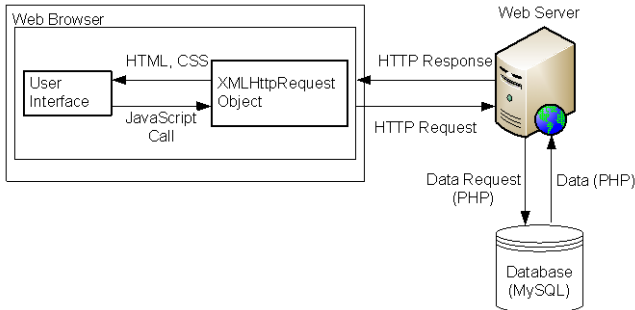 Web Browser
Web Server
HTML, CSS
User
Interface
XMLHttpRequest
Object
JavaScript
Call
HTTP Response
HTTP Request
Data Request
(PHP)
Data (PHP)
Database
(MySQL)